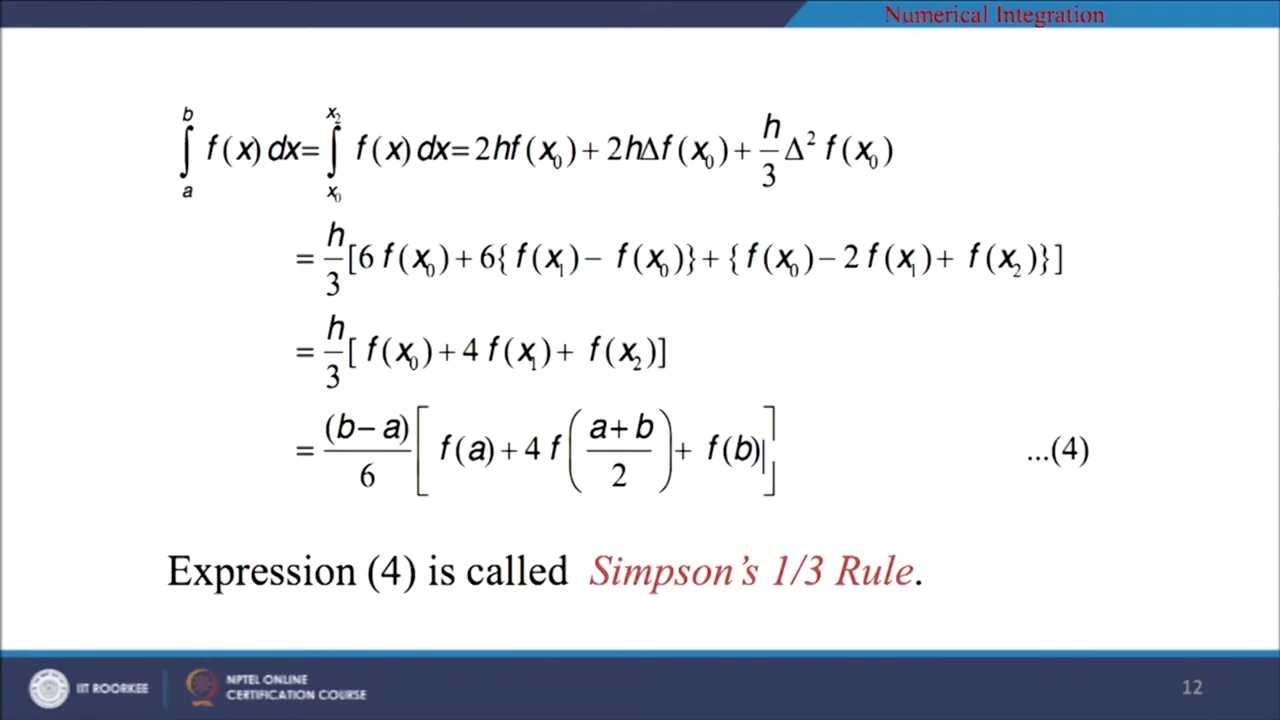 Numerical Integration
∫_a^b f(x) dx = ∫_{x₀}^{x₂} f(x) dx = 2hf(x₀) + 2hΔf(x₀) + h/3 Δ² f(x₀)
= h/3 [6 f(x₀) + 6{ f(x₁) − f(x₀)} + { f(x₀) − 2 f(x₁) + f(x₂)} ]
= h/3 [ f(x₀) + 4 f(x₁) + f(x₂)]
= (b − a)/6 [ f(a) + 4 f ( (a + b)/2 ) + f(b) ] ...(4)
Expression (4) is called Simpson’s 1/3 Rule.
IIT ROORKEE
NPTEL ONLINE
CERTIFICATION COURSE
12